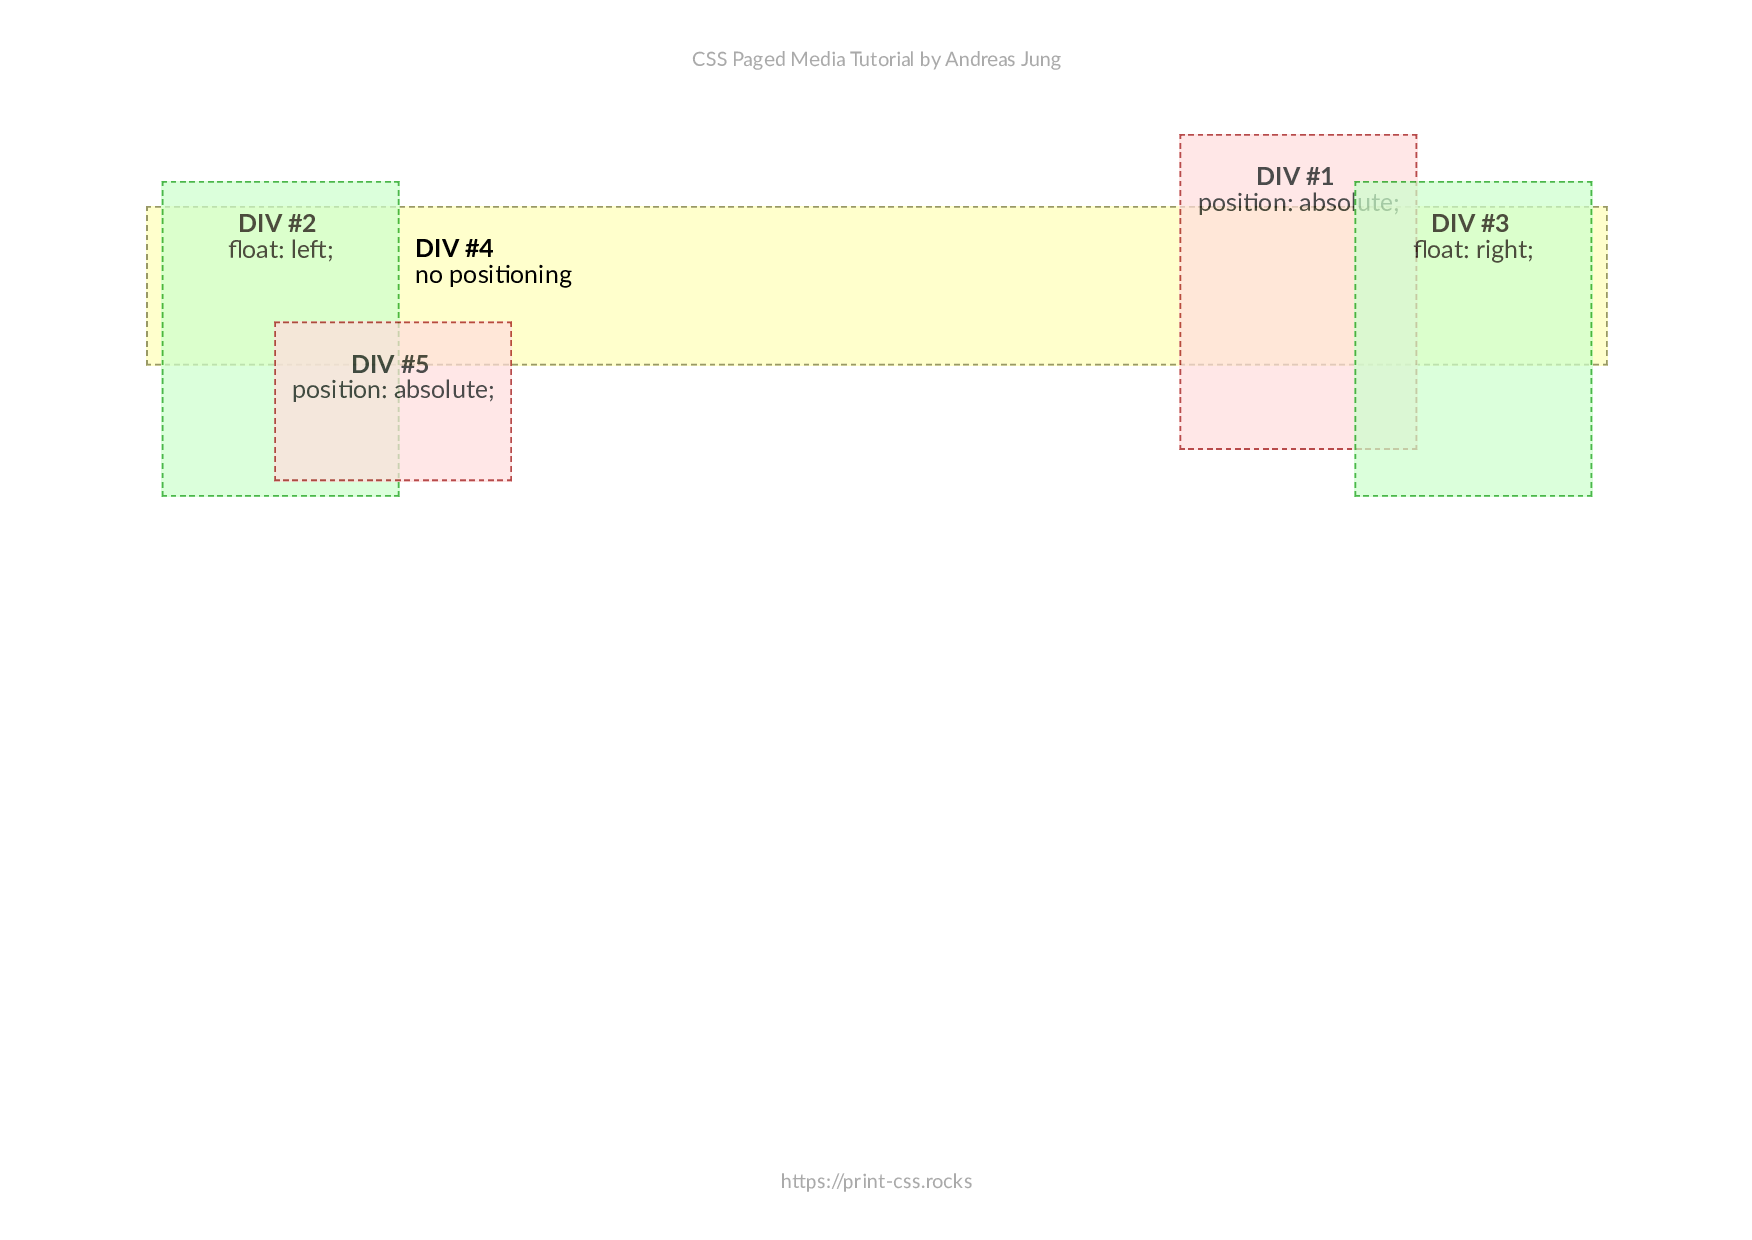 CSS Paged Media Tutorial by Andreas Jung
DIV #1
position: absolute;
DIV #2
float: left;
DIV #3
float: right;
DIV #4
no positioning
DIV #5
position: absolute;
https://print-css.rocks